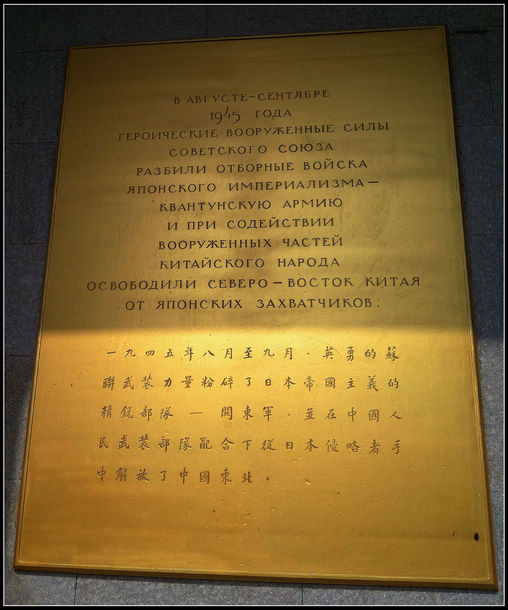 В АВГУСТЕ-СЕНТЯБРЕ
1945 ГОДА
ГЕРОИЧЕСКИЕ ВООРУЖЕННЫЕ СИЛЫ
СОВЕТСКОГО СОЮЗА
РАЗБИЛИ ОТБОРНЫЕ ВОЙСКА
ЯПОНСКОГО ИМПЕРИАЛИЗМА—
КВАНТУНСКУЮ АРМИЮ
И ПРИ СОДЕЙСТВИИ
ВООРУЖЕННЫХ ЧАСТЕЙ
КИТАЙСКОГО НАРОДА
ОСВОБОДИЛИ СЕВЕРО-ВОСТОК КИТАЯ
ОТ ЯПОНСКИХ ЗАХВАТЧИКОВ.
一九四五年八月至九月·英勇的蘇
聯武裝力量粉碎了日本帝國主義的
精銳部隊—関東軍·並在中國人
民武裝部隊配合下從日本侵略者手
中解放了中國東北。